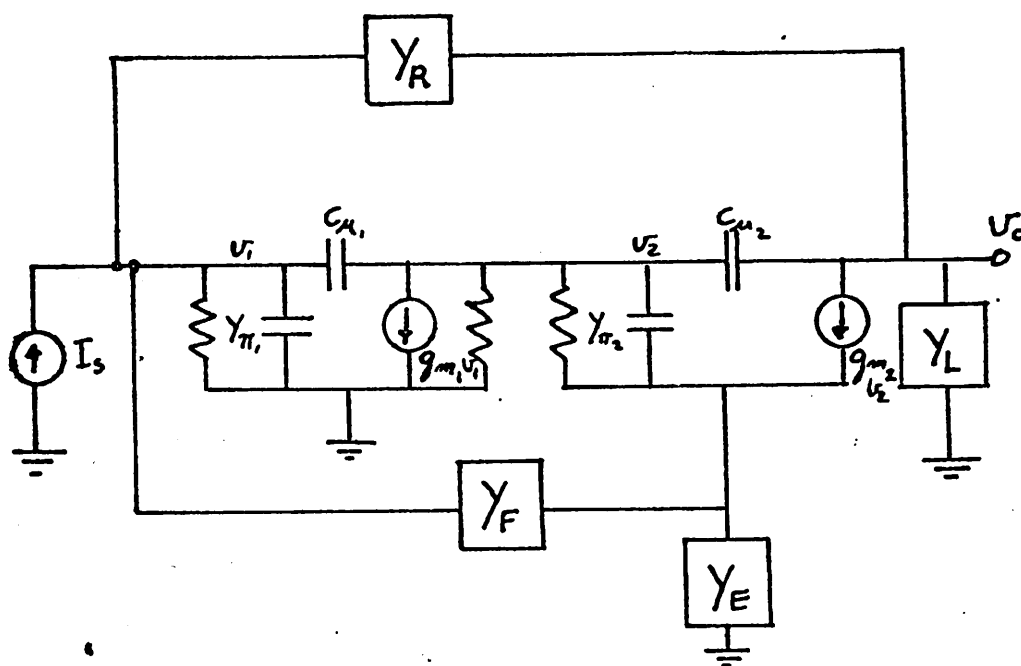 Y_R
C_μ1
C_μ2
v_o
v_1
v_2
I_s
Y_π1
g_m1 v_1
Y_π2
g_m2
v_2
Y_L
Y_F
Y_E